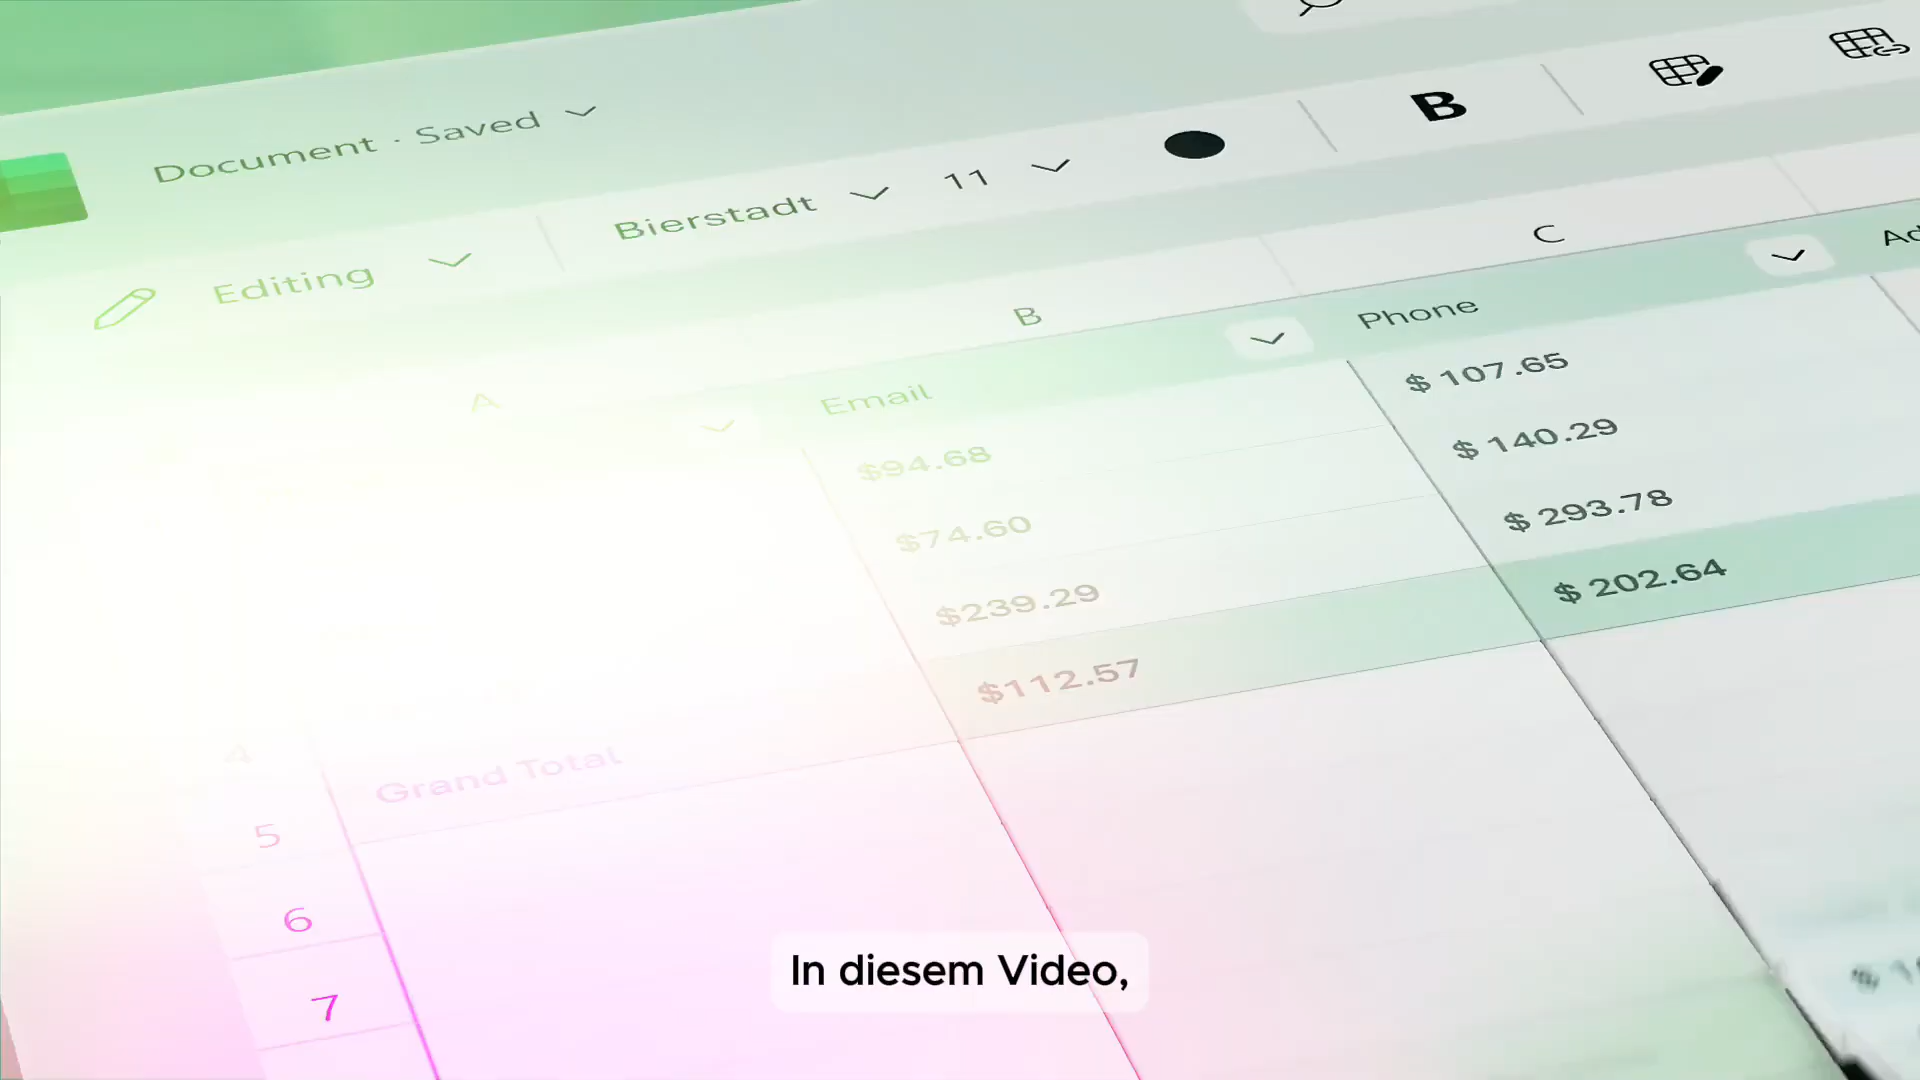 Document · Saved
Editing
Bierstadt
11
B
A
B
C
Email
Phone
$94.68
$ 107.65
$74.60
$ 140.29
$239.29
$ 293.78
4
Grand Total
$112.57
$ 202.64
5
6
7
In diesem Video,